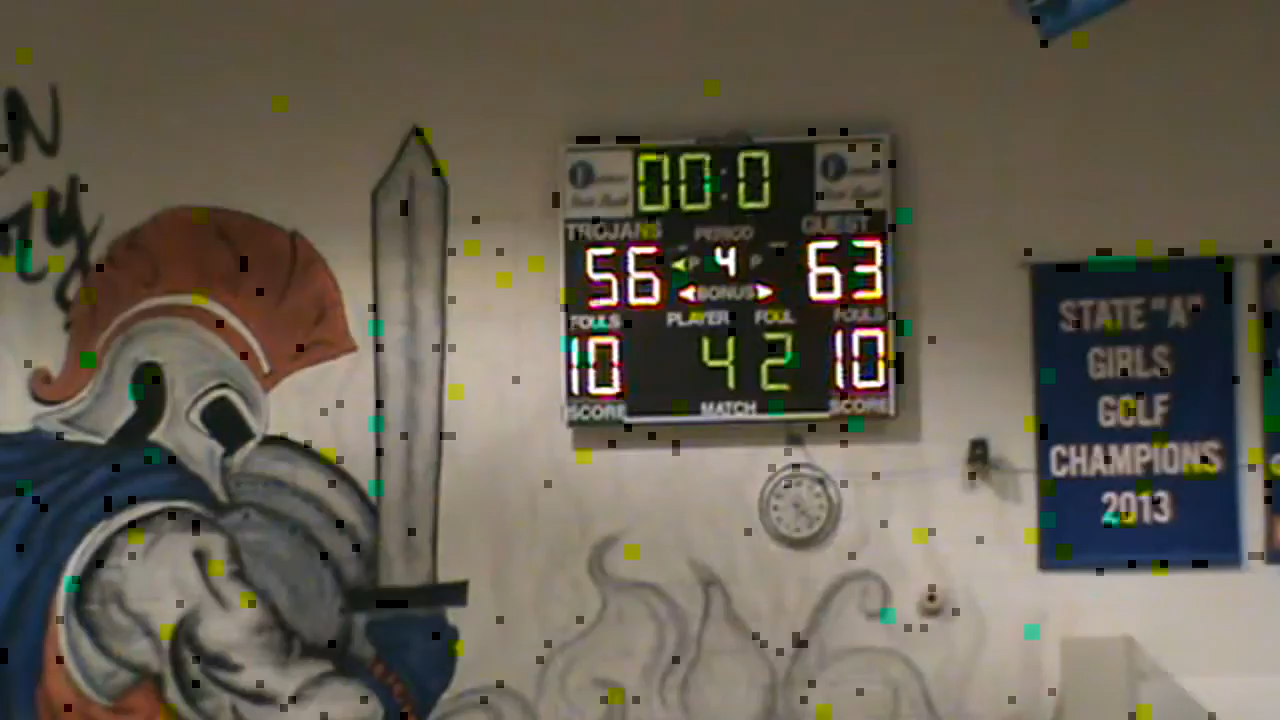 N
00:0
TROJANS PERIOD GUEST
56 P 4 P 63
BONUS
FOULS PLAYER FOUL FOULS
10 42 10
SCORE MATCH SCORE
STATE "A"
GIRLS
GOLF
CHAMPIONS
2013